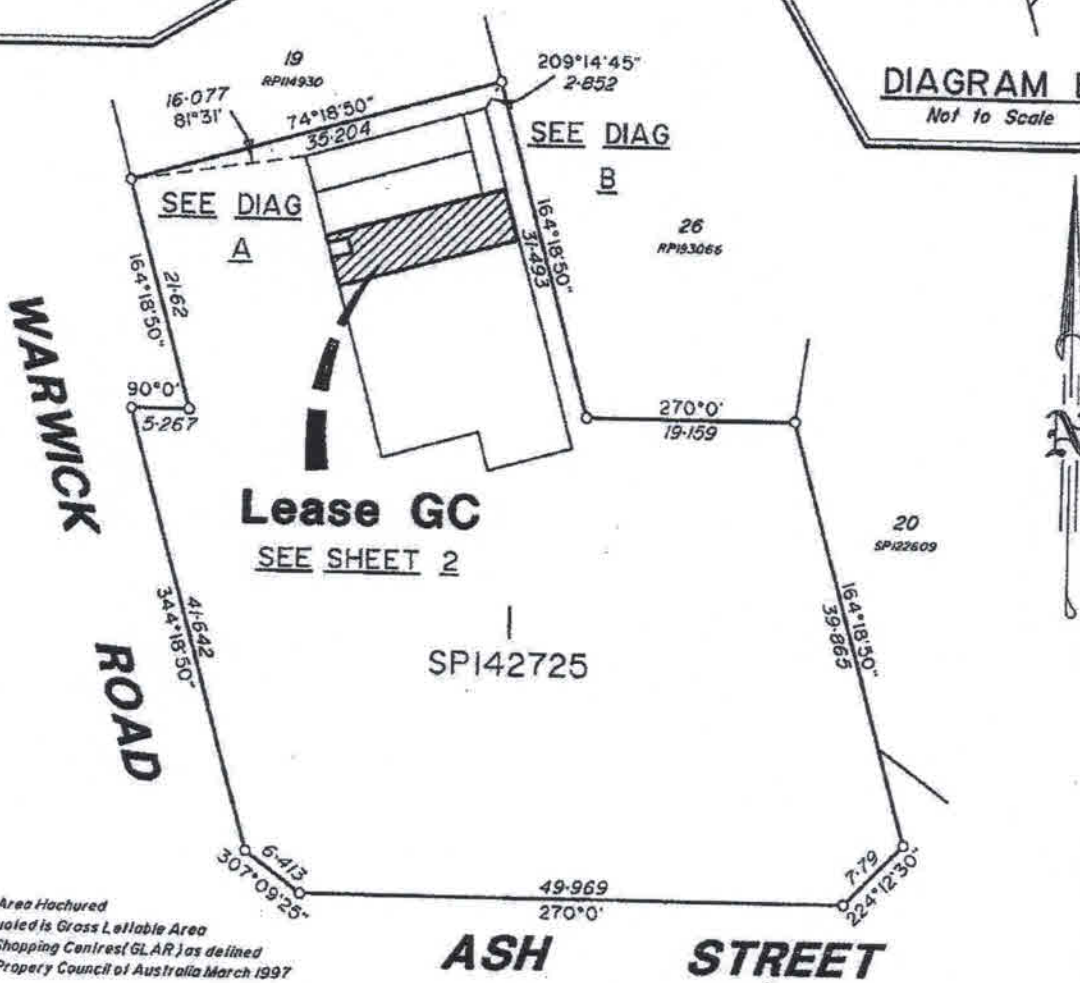 19
RP114930
209°14'45"
2·852
DIAGRAM
Not to Scale
16·077
81°31'
74°18'50"
35·204
SEE DIAG
B
SEE DIAG
A
26
RP193066
164°18'50"
31·493
164°18'50"
21·62
WARWICK
90°0'
5·267
270°0'
19·159
N
Lease GC
SEE SHEET 2
20
SP122609
344°18'50"
41·642
164°18'50"
39·865
1
SP142725
ROAD
6·413
307°09'25"
49·969
270°0'
7·79
224°12'30"
Area Hachured
is Gross Lettable Area
Shopping Centres(GLAR)as defined
Propery Council of Australia March 1997
ASH STREET